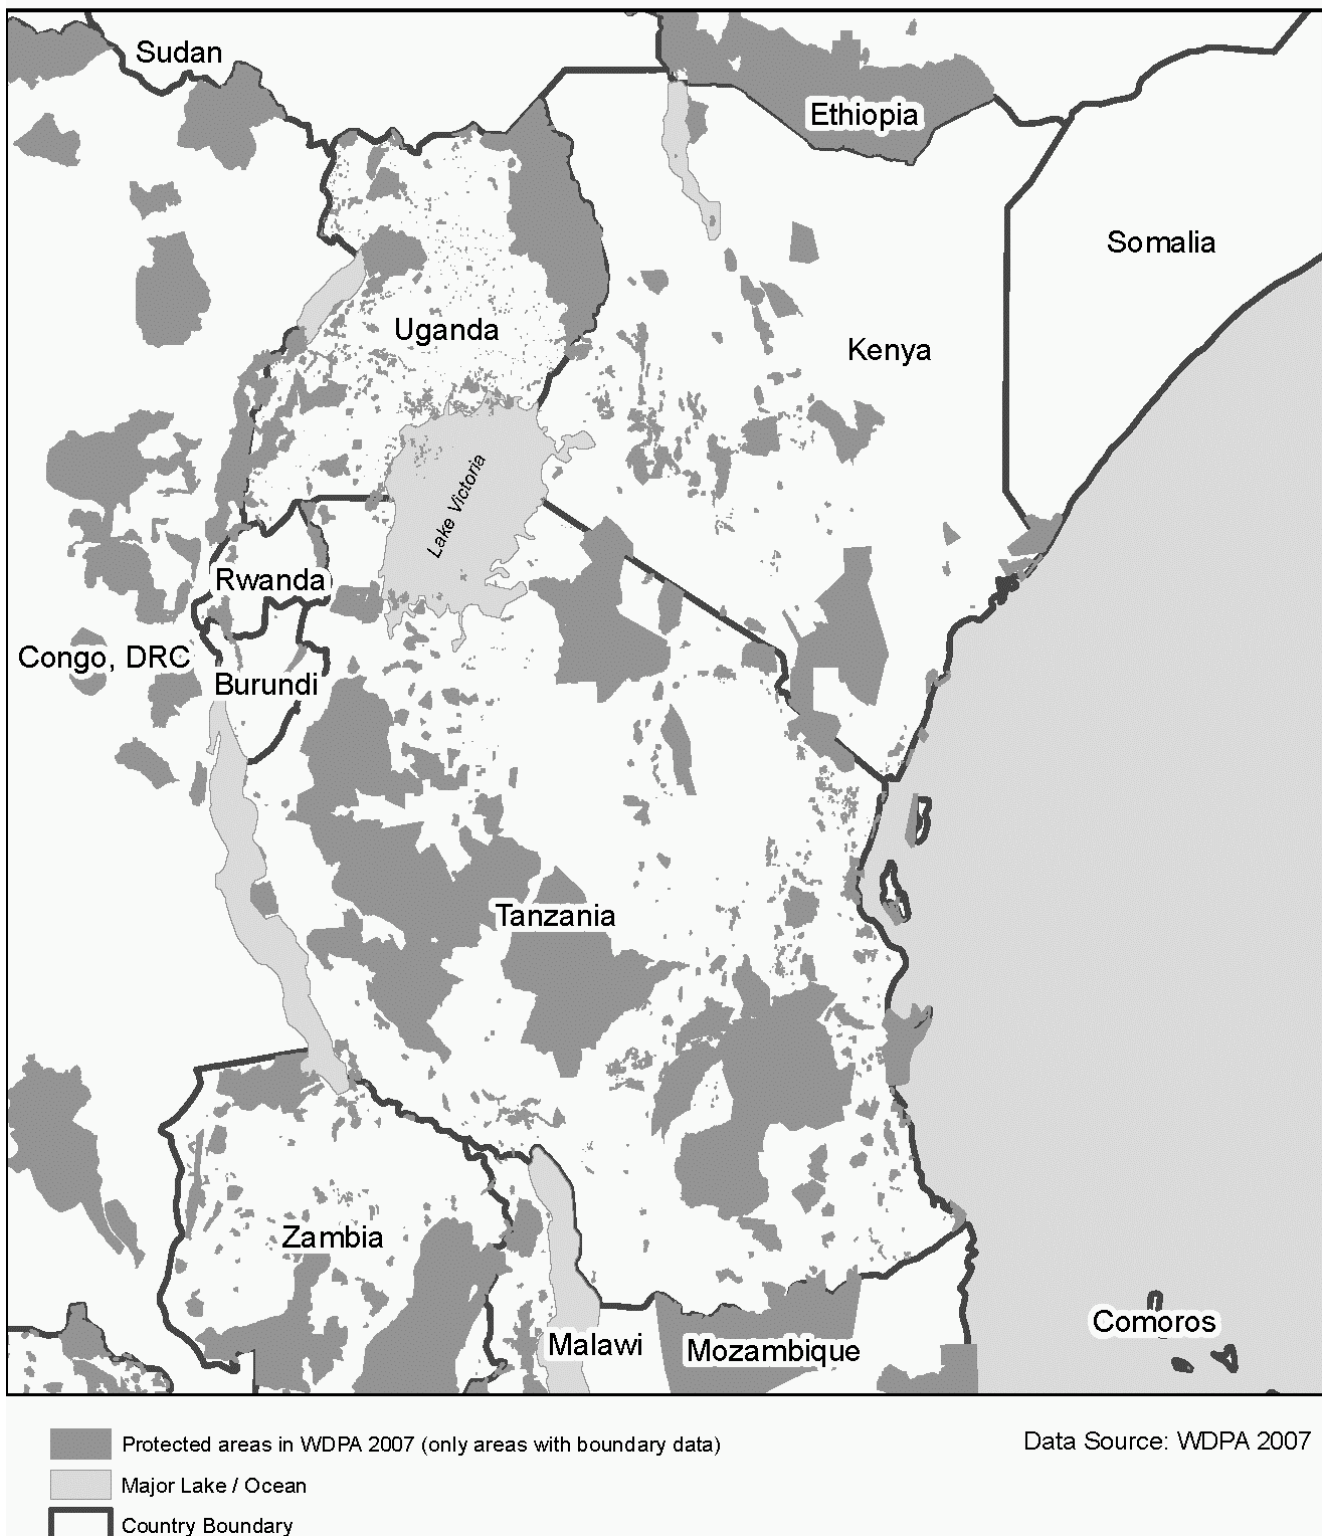 Sudan
Ethiopia
Somalia
Uganda
Kenya
Lake Victoria
Rwanda
Congo, DRC
Burundi
Tanzania
Zambia
Comoros
Malawi
Mozambique
Protected areas in WDPA 2007 (only areas with boundary data)
Data Source: WDPA 2007
Major Lake / Ocean
Country Boundary